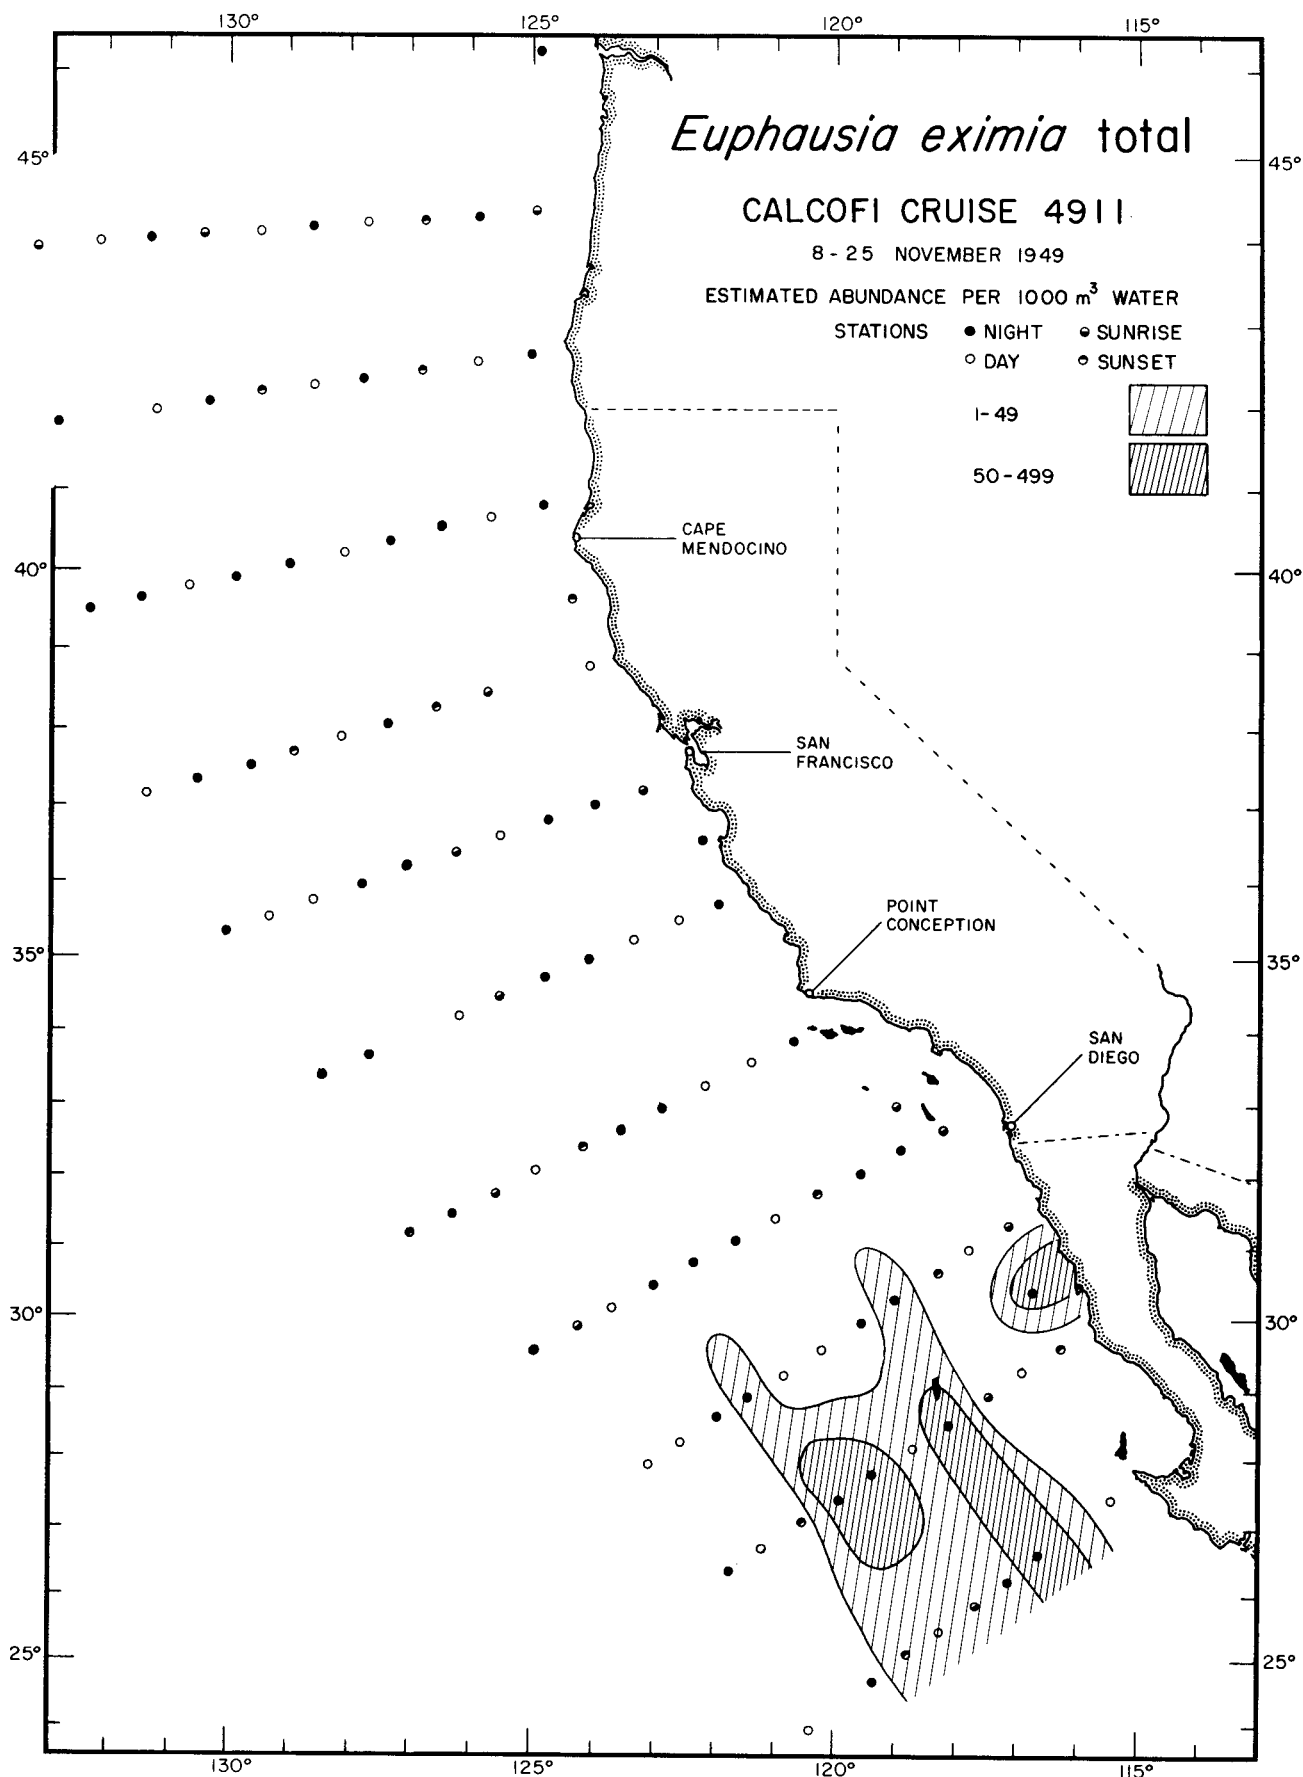 130° 125° 120° 115°
Euphausia eximia total
45° 45°
CALCOFI CRUISE 4911
8-25 NOVEMBER 1949
ESTIMATED ABUNDANCE PER 1000 m³ WATER
STATIONS ● NIGHT SUNRISE
○ DAY SUNSET
1-49
50-499
CAPE
MENDOCINO
40° 40°
SAN
FRANCISCO
POINT
CONCEPTION
35° 35°
SAN
DIEGO
30° 30°
25° 25°
130° 125° 120° 115°